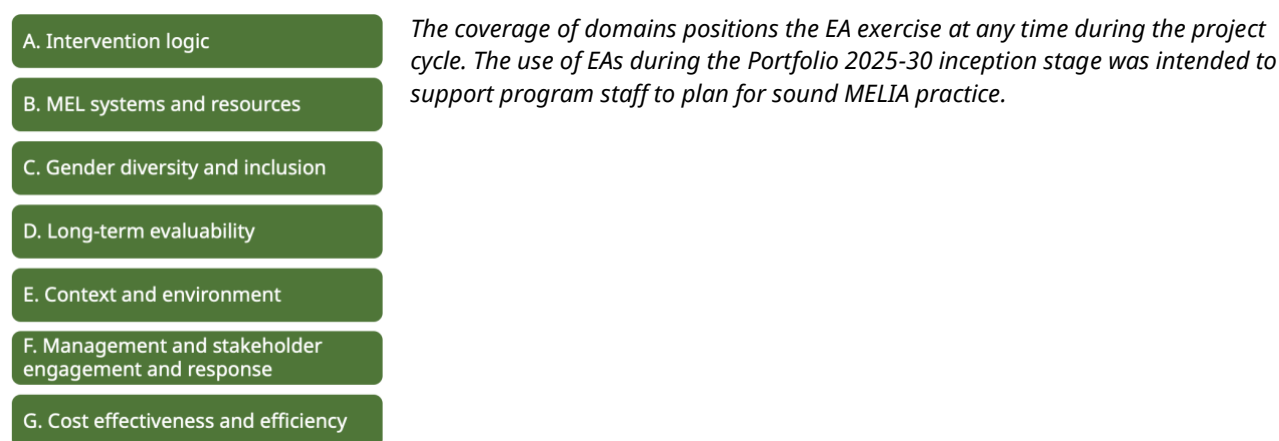 A. Intervention logic
B. MEL systems and resources
C. Gender diversity and inclusion
D. Long-term evaluability
E. Context and environment
F. Management and stakeholder
engagement and response
G. Cost effectiveness and efficiency
The coverage of domains positions the EA exercise at any time during the project
cycle. The use of EAs during the Portfolio 2025-30 inception stage was intended to
support program staff to plan for sound MELIA practice.